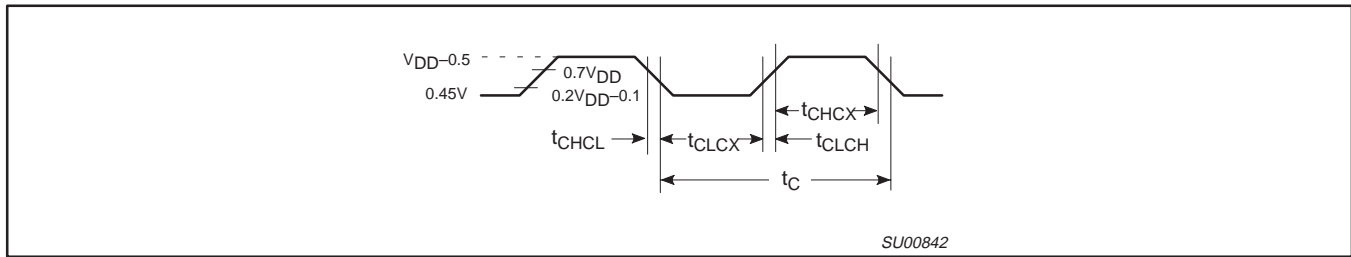 VDD–0.5
0.7VDD
0.45V
0.2VDD–0.1
tCHCX
tCHCL
tCLCX
tCLCH
tC
SU00842